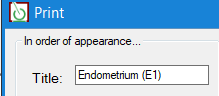 Print
In order of appearance...
Title: Endometrium (E1)